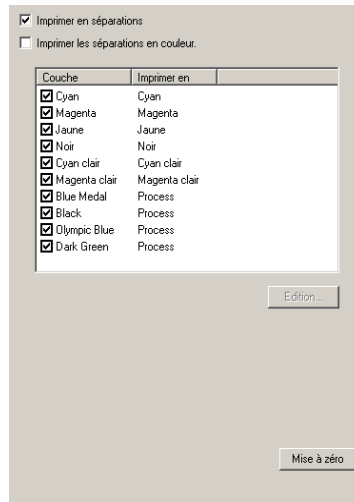 Imprimer en séparations
Imprimer les séparations en couleur.
Couche Imprimer en
Cyan Cyan
Magenta Magenta
Jaune Jaune
Noir Noir
Cyan clair Cyan clair
Magenta clair Magenta clair
Blue Medal Process
Black Process
Olympic Blue Process
Dark Green Process
Edition...
Mise à zéro